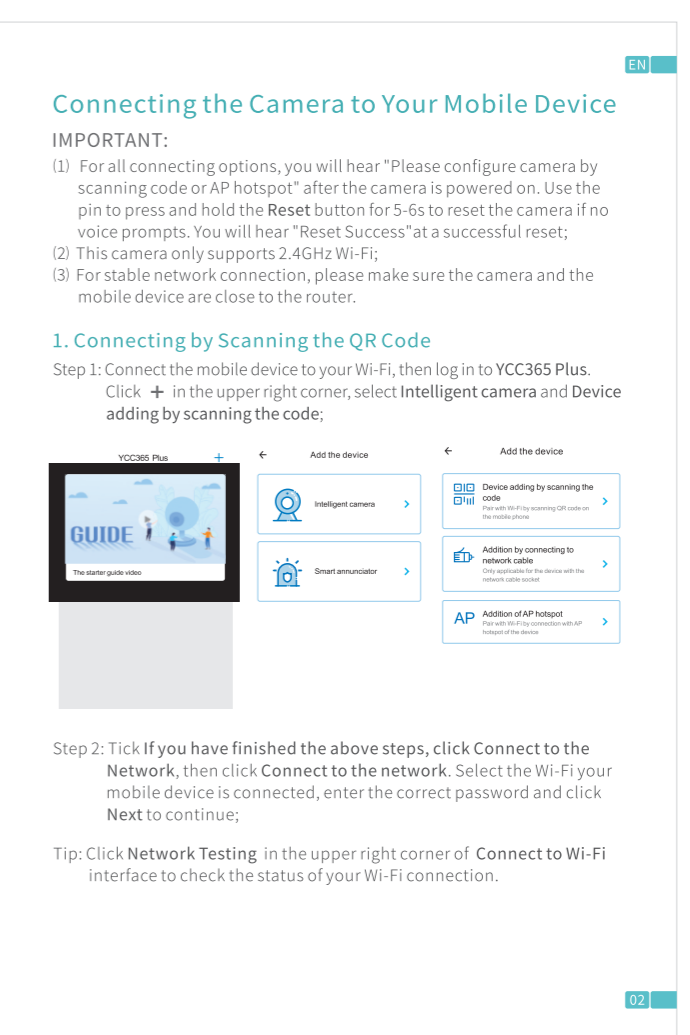 EN
Connecting the Camera to Your Mobile Device
IMPORTANT:
(1) For all connecting options, you will hear "Please configure camera by
scanning code or AP hotspot" after the camera is powered on. Use the
pin to press and hold the Reset button for 5-6s to reset the camera if no
voice prompts. You will hear "Reset Success"at a successful reset;
(2) This camera only supports 2.4GHz Wi-Fi;
(3) For stable network connection, please make sure the camera and the
mobile device are close to the router.
1. Connecting by Scanning the QR Code
Step 1: Connect the mobile device to your Wi-Fi, then log in to YCC365 Plus.
Click + in the upper right corner, select Intelligent camera and Device
adding by scanning the code;
YCC365 Plus +
GUIDE
The starter guide video
Add the device
Intelligent camera
Smart annunciator
Add the device
Device adding by scanning the
code
Pair with Wi-Fi by scanning QR code on
the mobile phone
Addition by connecting to
network cable
Only applicable for the device with the
network cable socket
AP
Addition of AP hotspot
Pair with Wi-Fi by connection with AP
hotspot of the device
Step 2: Tick If you have finished the above steps, click Connect to the
Network, then click Connect to the network. Select the Wi-Fi your
mobile device is connected, enter the correct password and click
Next to continue;
Tip: Click Network Testing in the upper right corner of Connect to Wi-Fi
interface to check the status of your Wi-Fi connection.
02